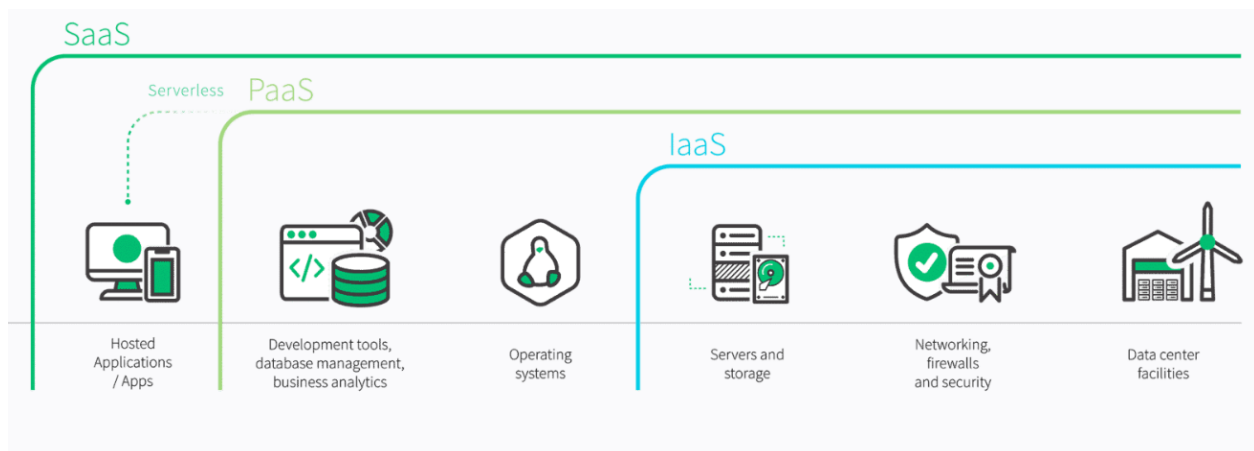 SaaS
Serverless
PaaS
IaaS
</>
Hosted
Applications
/ Apps
Development tools,
database management,
business analytics
Operating
systems
Servers and
storage
Networking,
firewalls
and security
Data center
facilities